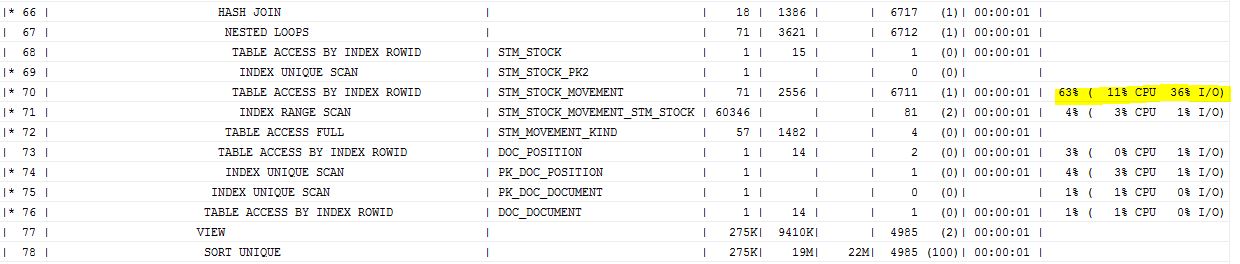 |* 66 | HASH JOIN | | 18 | 1386 | | 6717 (1)| 00:00:01 |
| 67 | NESTED LOOPS | | 71 | 3621 | | 6712 (1)| 00:00:01 |
| 68 | TABLE ACCESS BY INDEX ROWID | STM_STOCK | 1 | 15 | | 1 (0)| 00:00:01 |
|* 69 | INDEX UNIQUE SCAN | STM_STOCK_PK2 | 1 | | | 0 (0)| |
|* 70 | TABLE ACCESS BY INDEX ROWID | STM_STOCK_MOVEMENT | 71 | 2556 | | 6711 (1)| 00:00:01 | 63% ( 11% CPU 36% I/O)
|* 71 | INDEX RANGE SCAN | STM_STOCK_MOVEMENT_STM_STOCK | 60346 | | | 81 (2)| 00:00:01 | 4% ( 3% CPU 1% I/O)
|* 72 | TABLE ACCESS FULL | STM_MOVEMENT_KIND | 57 | 1482 | | 4 (0)| 00:00:01 |
| 73 | TABLE ACCESS BY INDEX ROWID | DOC_POSITION | 1 | 14 | | 2 (0)| 00:00:01 | 3% ( 0% CPU 1% I/O)
|* 74 | INDEX UNIQUE SCAN | PK_DOC_POSITION | 1 | | | 1 (0)| 00:00:01 | 4% ( 3% CPU 1% I/O)
|* 75 | INDEX UNIQUE SCAN | PK_DOC_DOCUMENT | 1 | | | 0 (0)| | 1% ( 1% CPU 0% I/O)
|* 76 | TABLE ACCESS BY INDEX ROWID | DOC_DOCUMENT | 1 | 14 | | 1 (0)| 00:00:01 | 1% ( 1% CPU 0% I/O)
| 77 | VIEW | | 275K| 9410K| | 4985 (2)| 00:00:01 |
| 78 | SORT UNIQUE | | 275K| 19M| 22M| 4985 (100)| 00:00:01 |